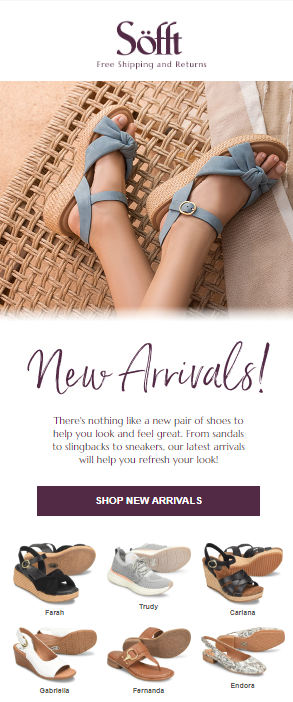 Söfft
Free Shipping and Returns
New Arrivals!
There's nothing like a new pair of shoes to
help you look and feel great. From sandals
to slingbacks to sneakers, our latest arrivals
will help you refresh your look!
SHOP NEW ARRIVALS
Farah
Trudy
Cariana
Gabriella
Fernanda
Endora